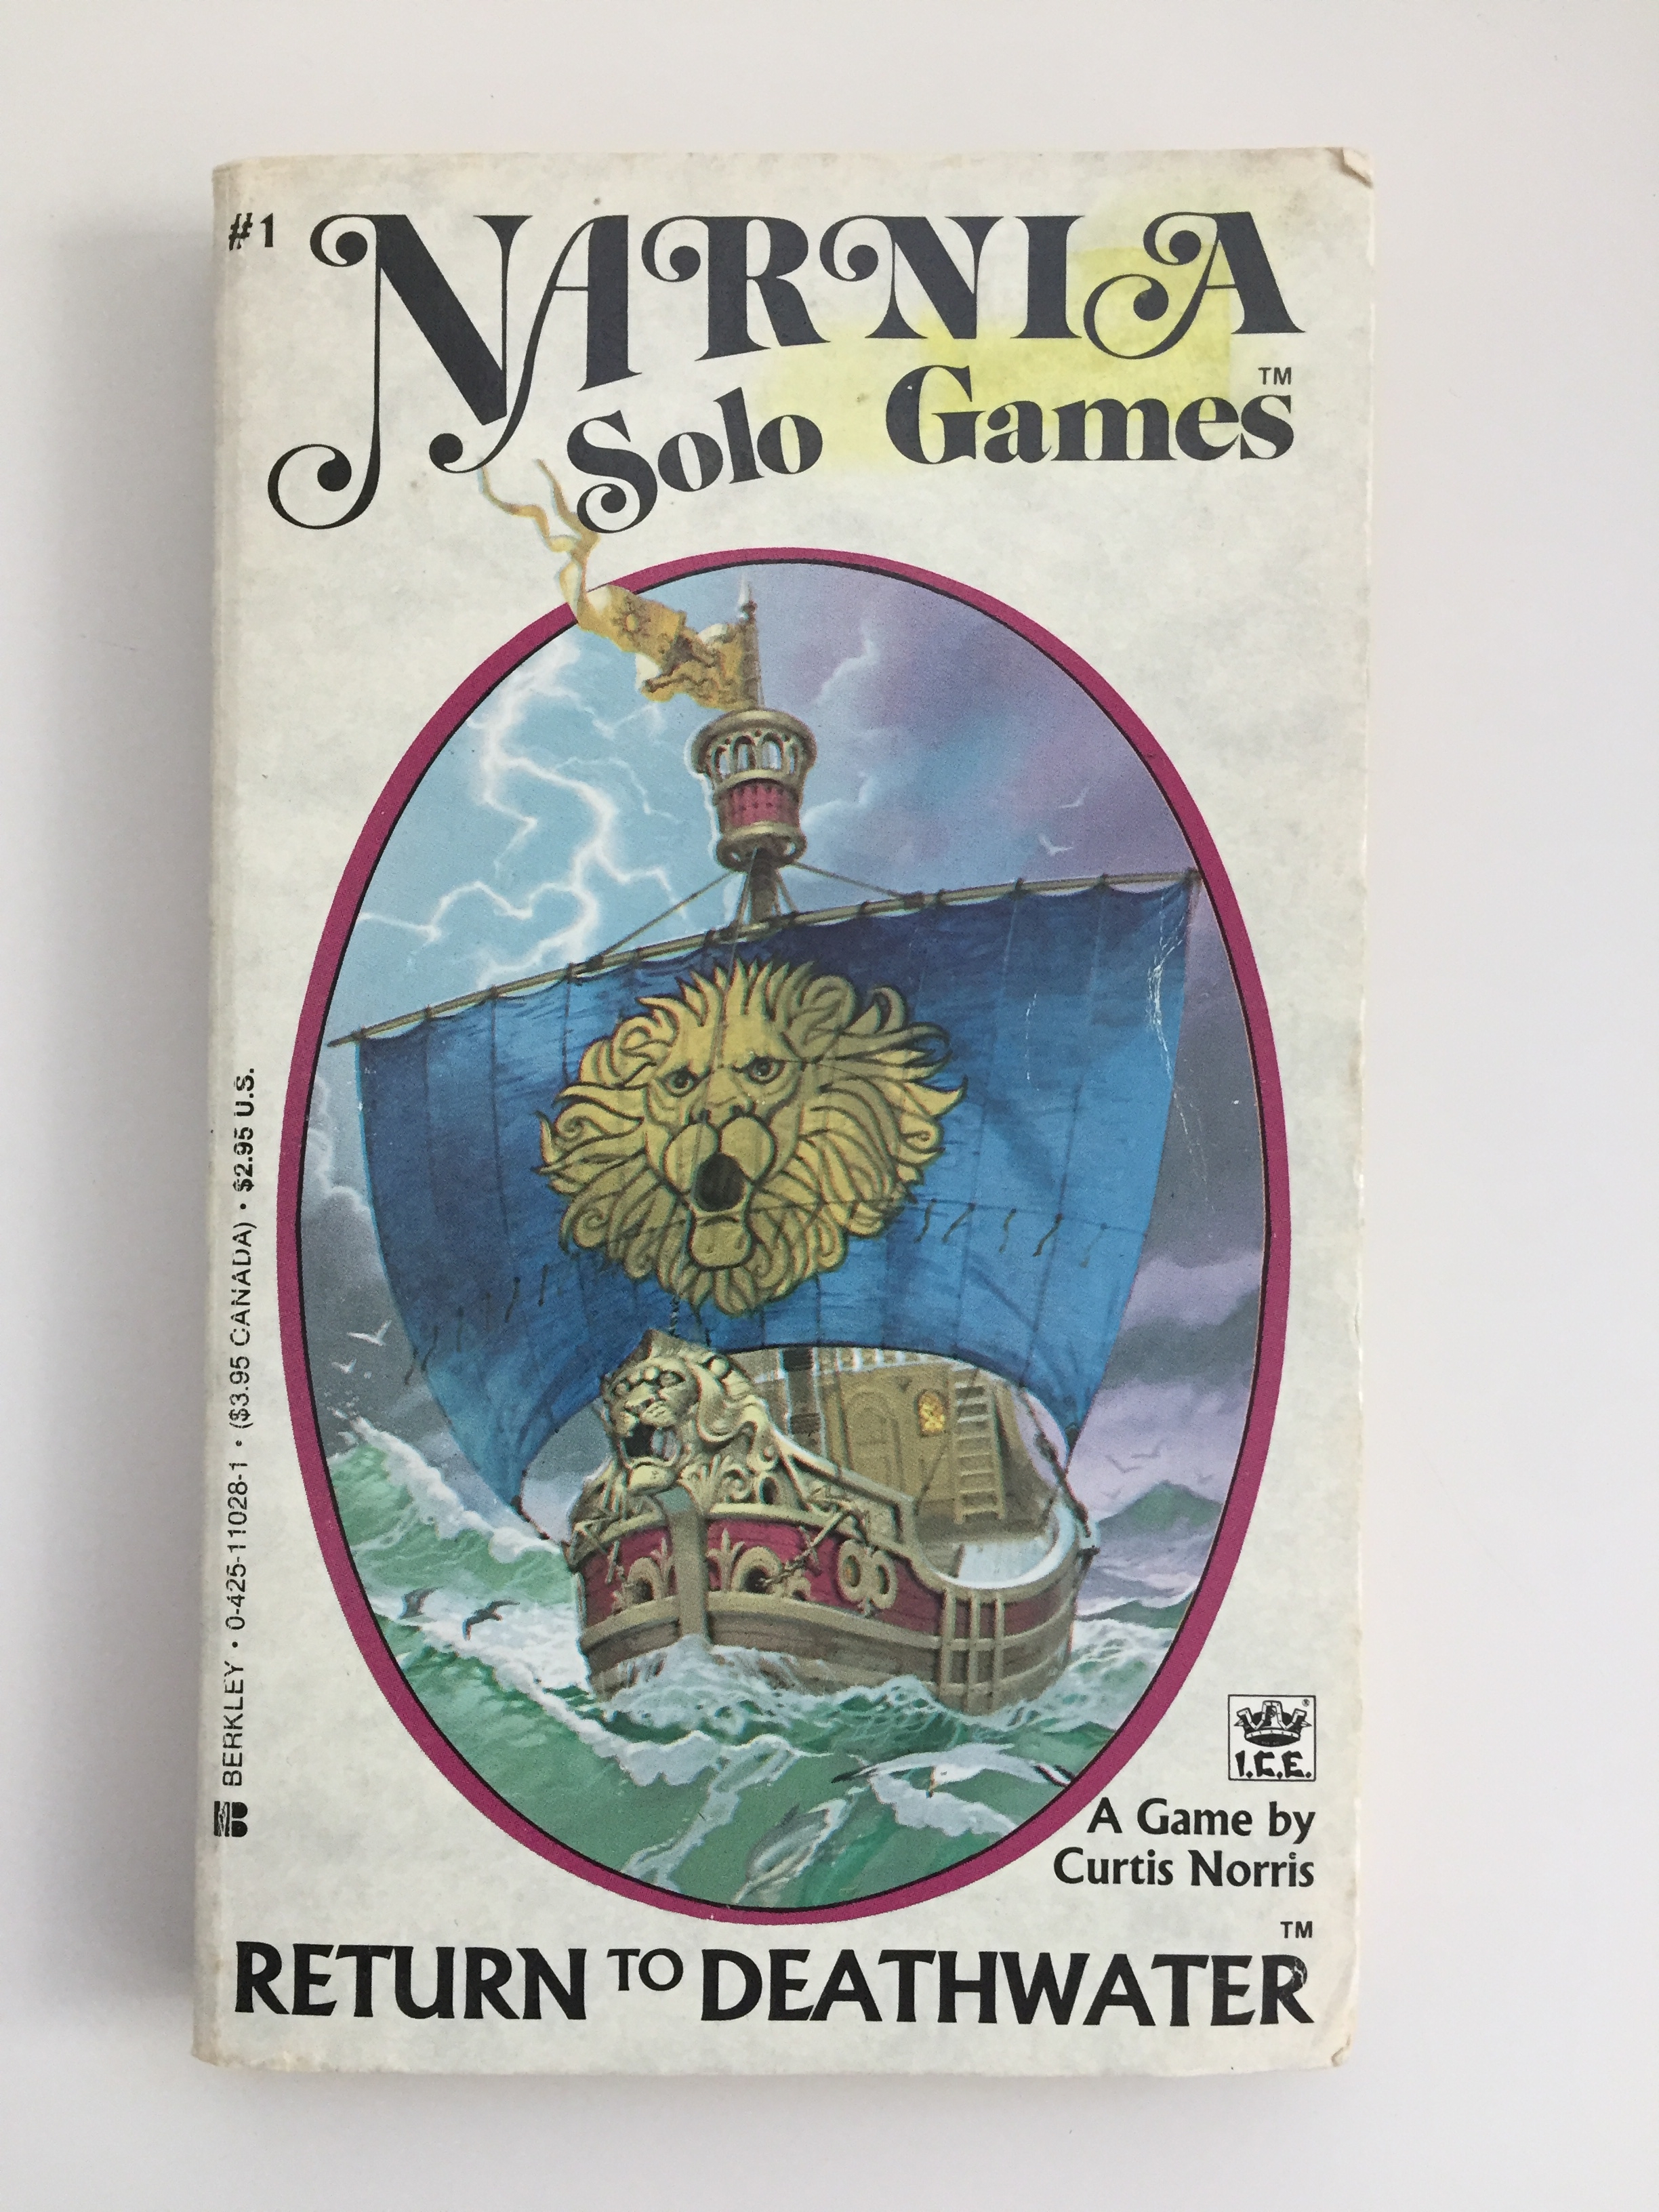 #1
NARNIA
Solo Games™
BERKLEY • 0-425-11028-1 • ($3.95 CANADA) • $2.95 U.S.
I.C.E.®
A Game by
Curtis Norris
RETURN TO DEATHWATER™